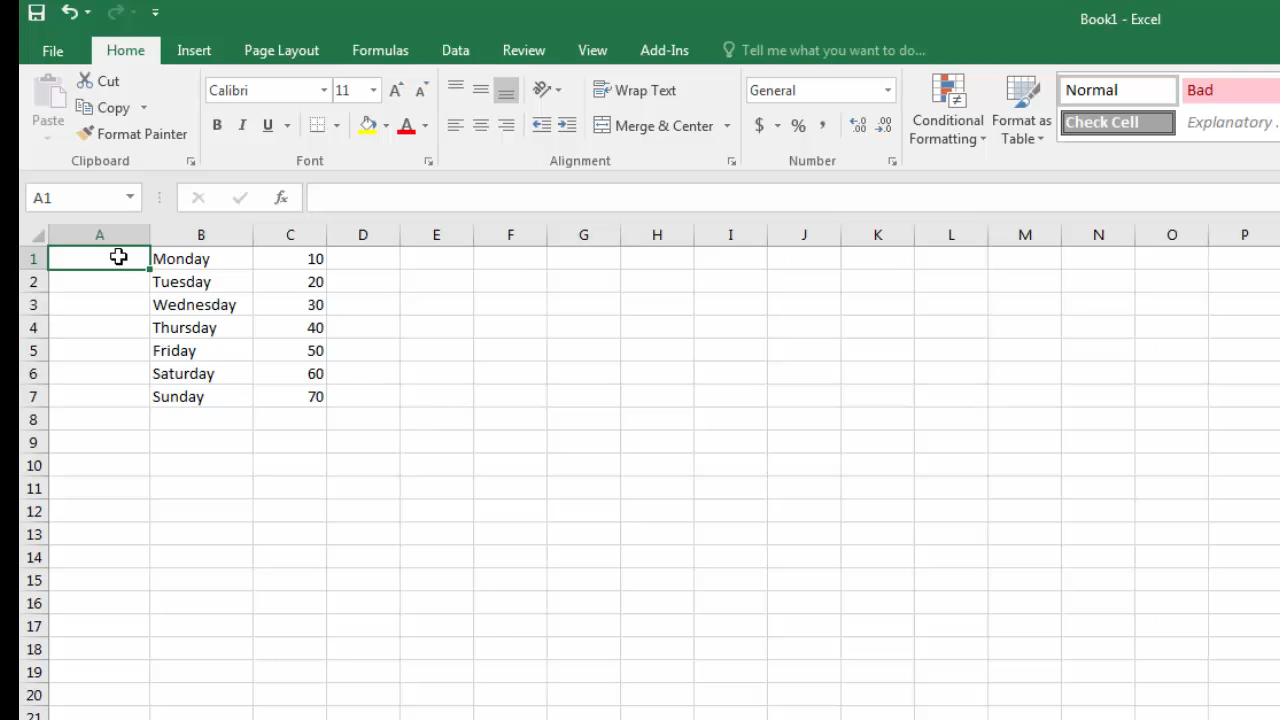 Book1 - Excel
File Home Insert Page Layout Formulas Data Review View Add-Ins Tell me what you want to do...
Cut
Copy
Format Painter
Paste
Clipboard
Calibri 11 A A
B I U A
Font
Wrap Text
Merge & Center
Alignment
General
$ % ,
Number
Conditional Formatting
Format as Table
Normal Bad
Check Cell Explanatory ...
A1 fx
A B C D E F G H I J K L M N O P
1 Monday 10
2 Tuesday 20
3 Wednesday 30
4 Thursday 40
5 Friday 50
6 Saturday 60
7 Sunday 70
8
9
10
11
12
13
14
15
16
17
18
19
20
21